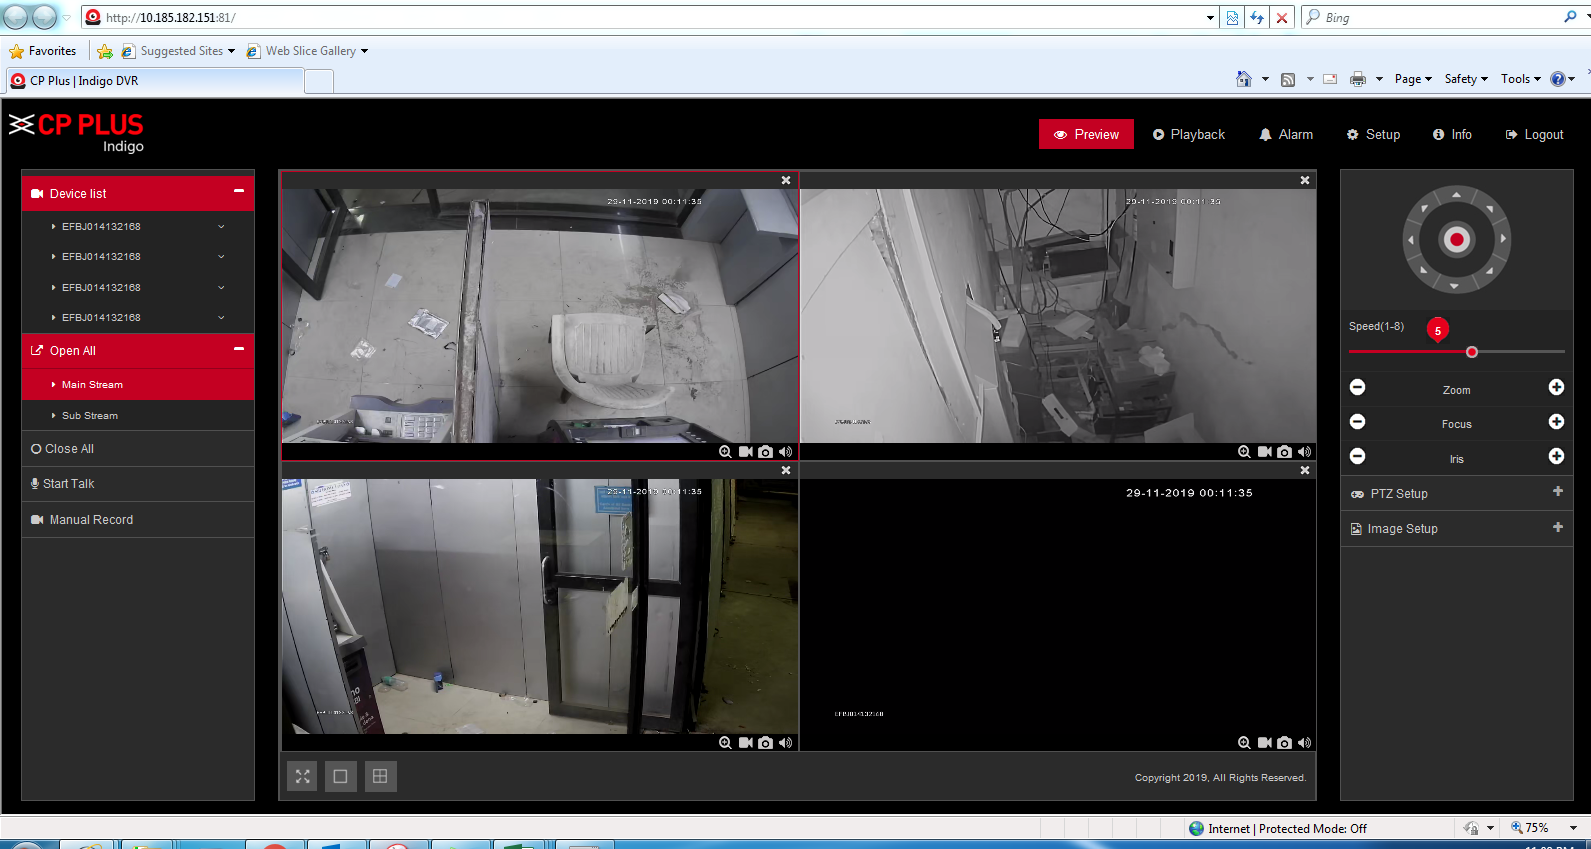 http://10.185.182.151:81/
Bing
Favorites
Suggested Sites
Web Slice Gallery
CP Plus | Indigo DVR
Page
Safety
Tools
CP PLUS
Indigo
Preview
Playback
Alarm
Setup
Info
Logout
Device list
EFBJ014132168
EFBJ014132168
EFBJ014132168
EFBJ014132168
Open All
Main Stream
Sub Stream
Close All
Start Talk
Manual Record
29-11-2019 00:11:35
29-11-2019 00:11:35
29-11-2019 00:11:35
29-11-2019 00:11:35
EFBJ014132168
Speed(1-8)
5
Zoom
Focus
Iris
PTZ Setup
Image Setup
Copyright 2019, All Rights Reserved.
Internet | Protected Mode: Off
75%